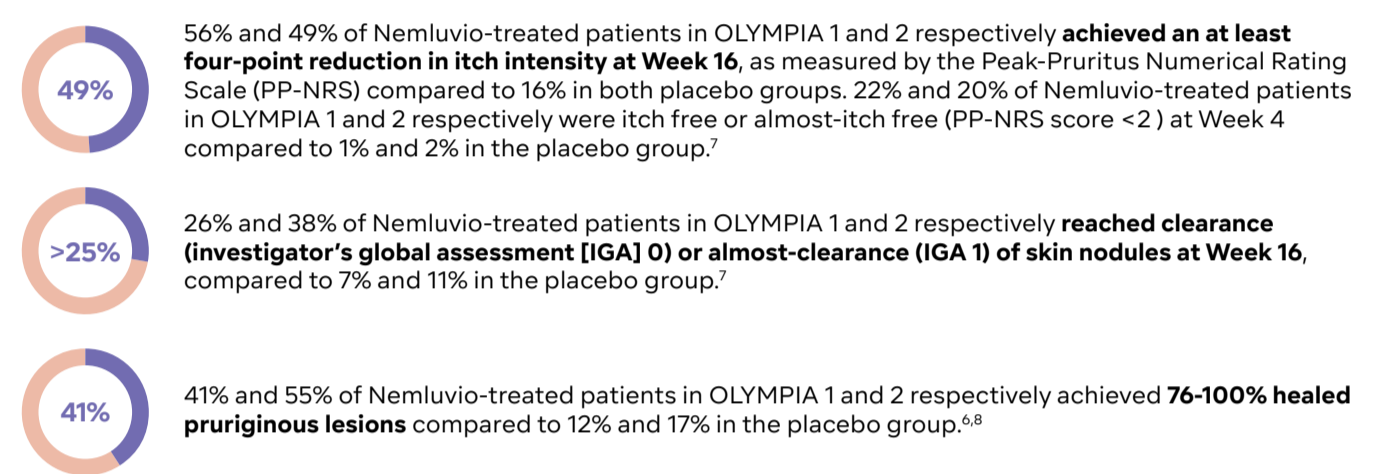 49%
56% and 49% of Nemluvio-treated patients in OLYMPIA 1 and 2 respectively achieved an at least
four-point reduction in itch intensity at Week 16, as measured by the Peak-Pruritus Numerical Rating
Scale (PP-NRS) compared to 16% in both placebo groups. 22% and 20% of Nemluvio-treated patients
in OLYMPIA 1 and 2 respectively were itch free or almost-itch free (PP-NRS score <2 ) at Week 4
compared to 1% and 2% in the placebo group.⁷
>25%
26% and 38% of Nemluvio-treated patients in OLYMPIA 1 and 2 respectively reached clearance
(investigator’s global assessment [IGA] 0) or almost-clearance (IGA 1) of skin nodules at Week 16,
compared to 7% and 11% in the placebo group.⁷
41%
41% and 55% of Nemluvio-treated patients in OLYMPIA 1 and 2 respectively achieved 76-100% healed
pruriginous lesions compared to 12% and 17% in the placebo group.⁶,⁸